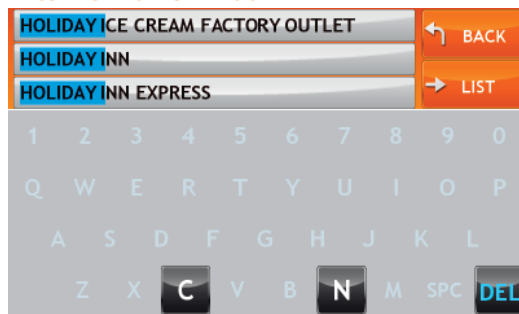 HOLIDAY ICE CREAM FACTORY OUTLET
BACK
HOLIDAY INN
HOLIDAY INN EXPRESS
LIST
1 2 3 4 5 6 7 8 9 0
Q W E R T Y U I O P
A S D F G H J K L
Z X C V B N M SPC DEL